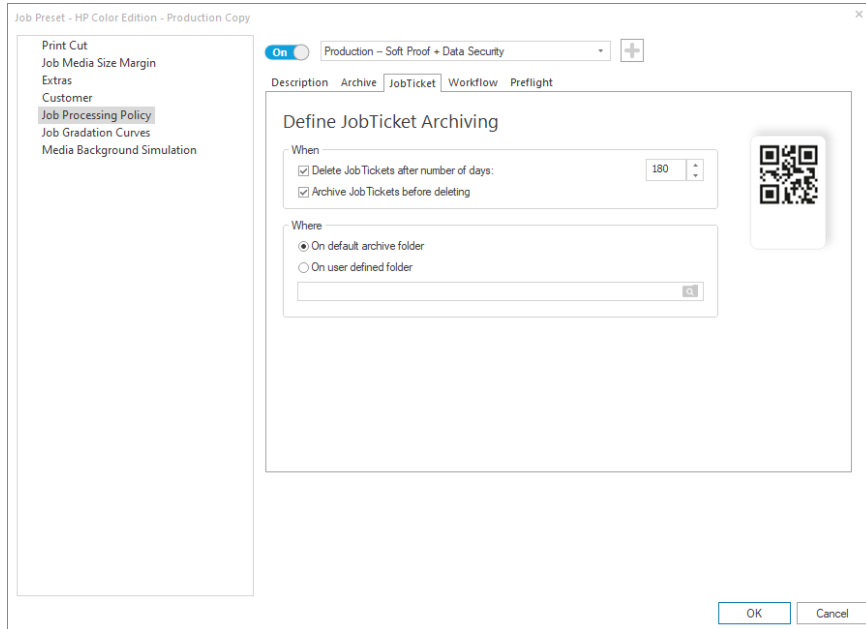 Job Preset - HP Color Edition - Production Copy
Print Cut
Job Media Size Margin
Extras
Customer
Job Processing Policy
Job Gradation Curves
Media Background Simulation
On
Production -- Soft Proof + Data Security
Description Archive JobTicket Workflow Preflight
Define JobTicket Archiving
When
Delete JobTickets after number of days: 180
Archive JobTickets before deleting
Where
On default archive folder
On user defined folder
OK Cancel